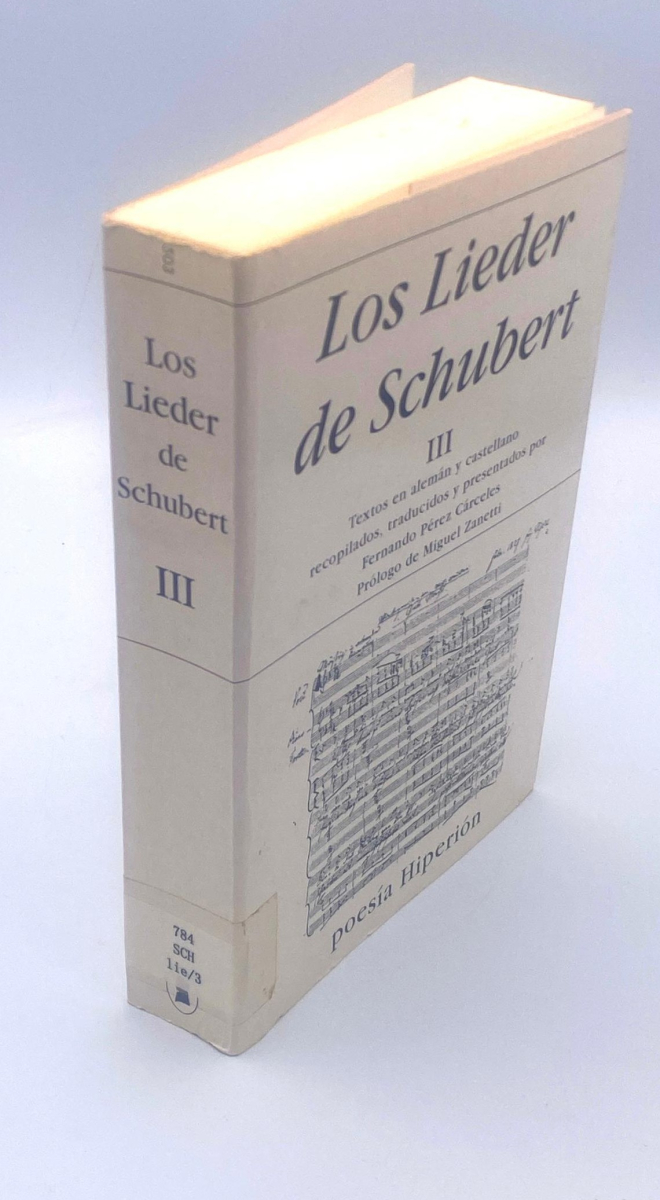 Los
Lieder
de
Schubert
III
784
SCH
lie/3
Los Lieder
de Schubert
III
Textos en alemán y castellano
recopilados, traducidos y presentados por
Fernando Pérez Cárceles
Prólogo de Miguel Zanetti
poesía Hiperión